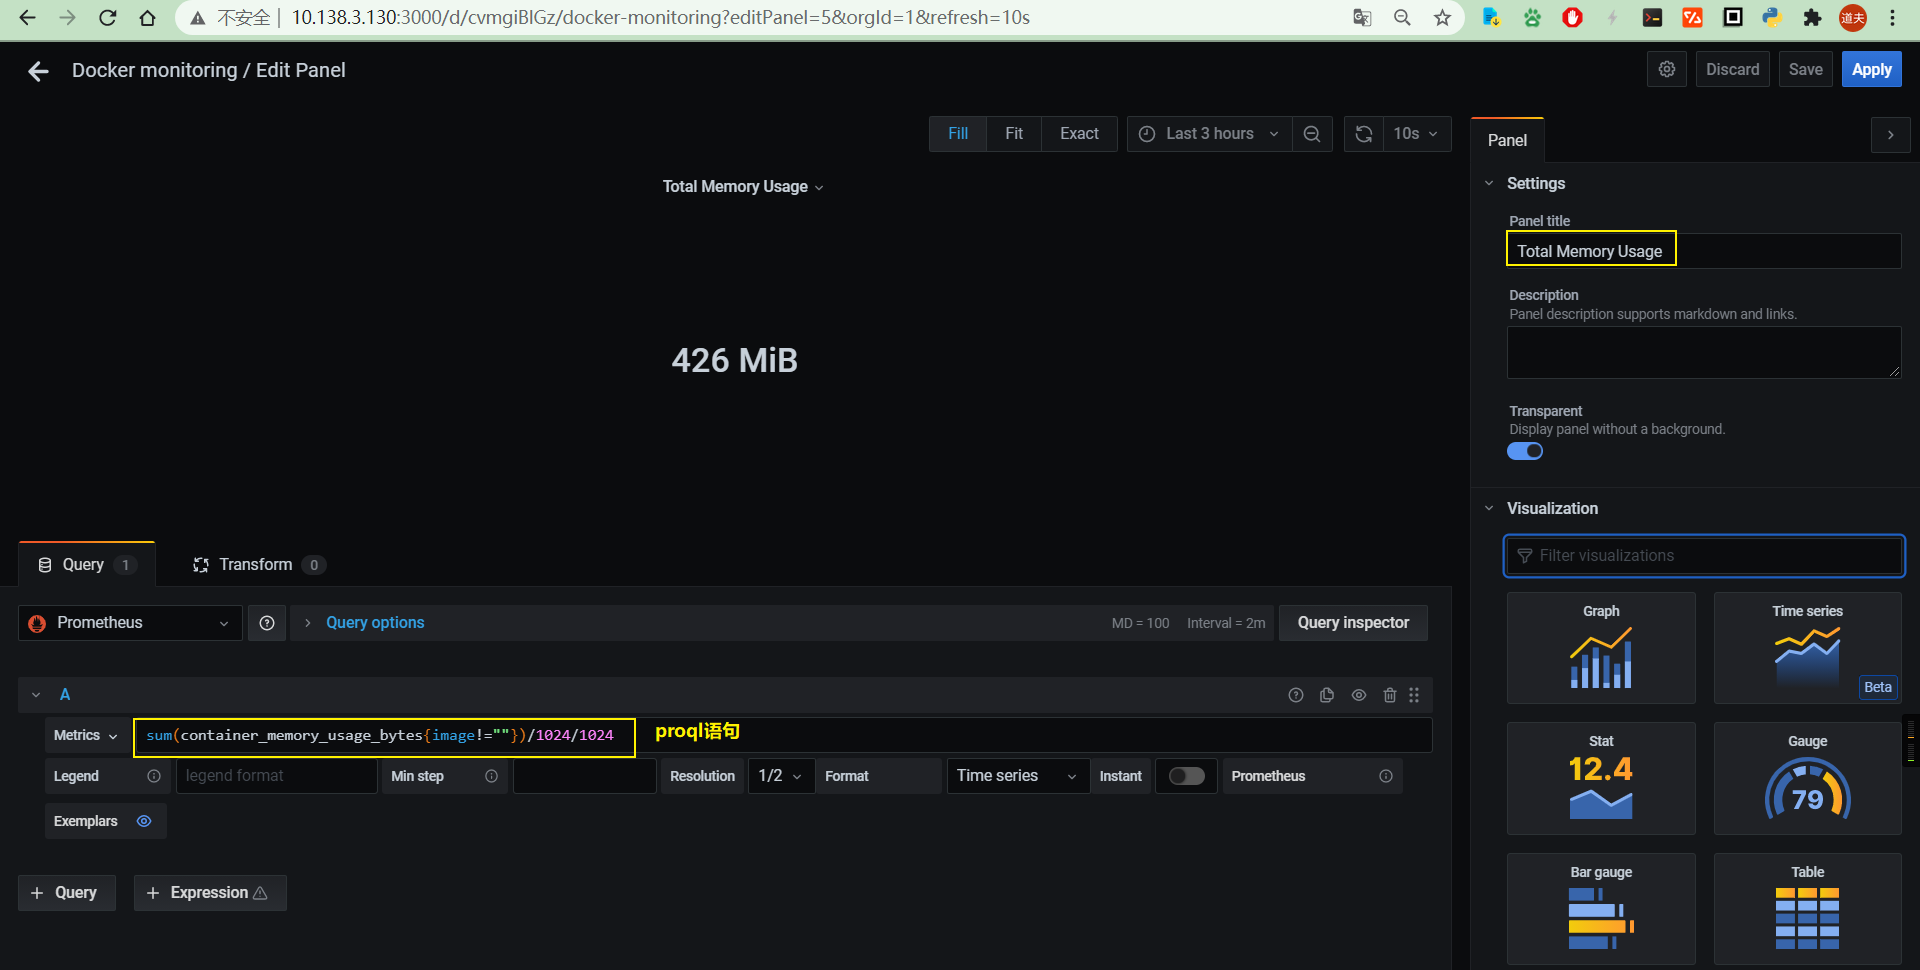 不安全 | 10.138.3.130:3000/d/cvmgiBIGz/docker-monitoring?editPanel=5&orgId=1&refresh=10s
道夫
Docker monitoring / Edit Panel
Discard
Save
Apply
Fill
Fit
Exact
Last 3 hours
10s
Total Memory Usage
426 MiB
Panel
Settings
Panel title
Total Memory Usage
Description
Panel description supports markdown and links.
Transparent
Display panel without a background.
Visualization
Filter visualizations
Graph
Time series
Beta
Stat
12.4
Gauge
79
Bar gauge
Table
Query 1
Transform 0
Prometheus
Query options
MD = 100
Interval = 2m
Query inspector
A
Metrics
sum(container_memory_usage_bytes{image!=""})/1024/1024
proql语句
Legend
legend format
Min step
Resolution
1/2
Format
Time series
Instant
Prometheus
Exemplars
+ Query
+ Expression